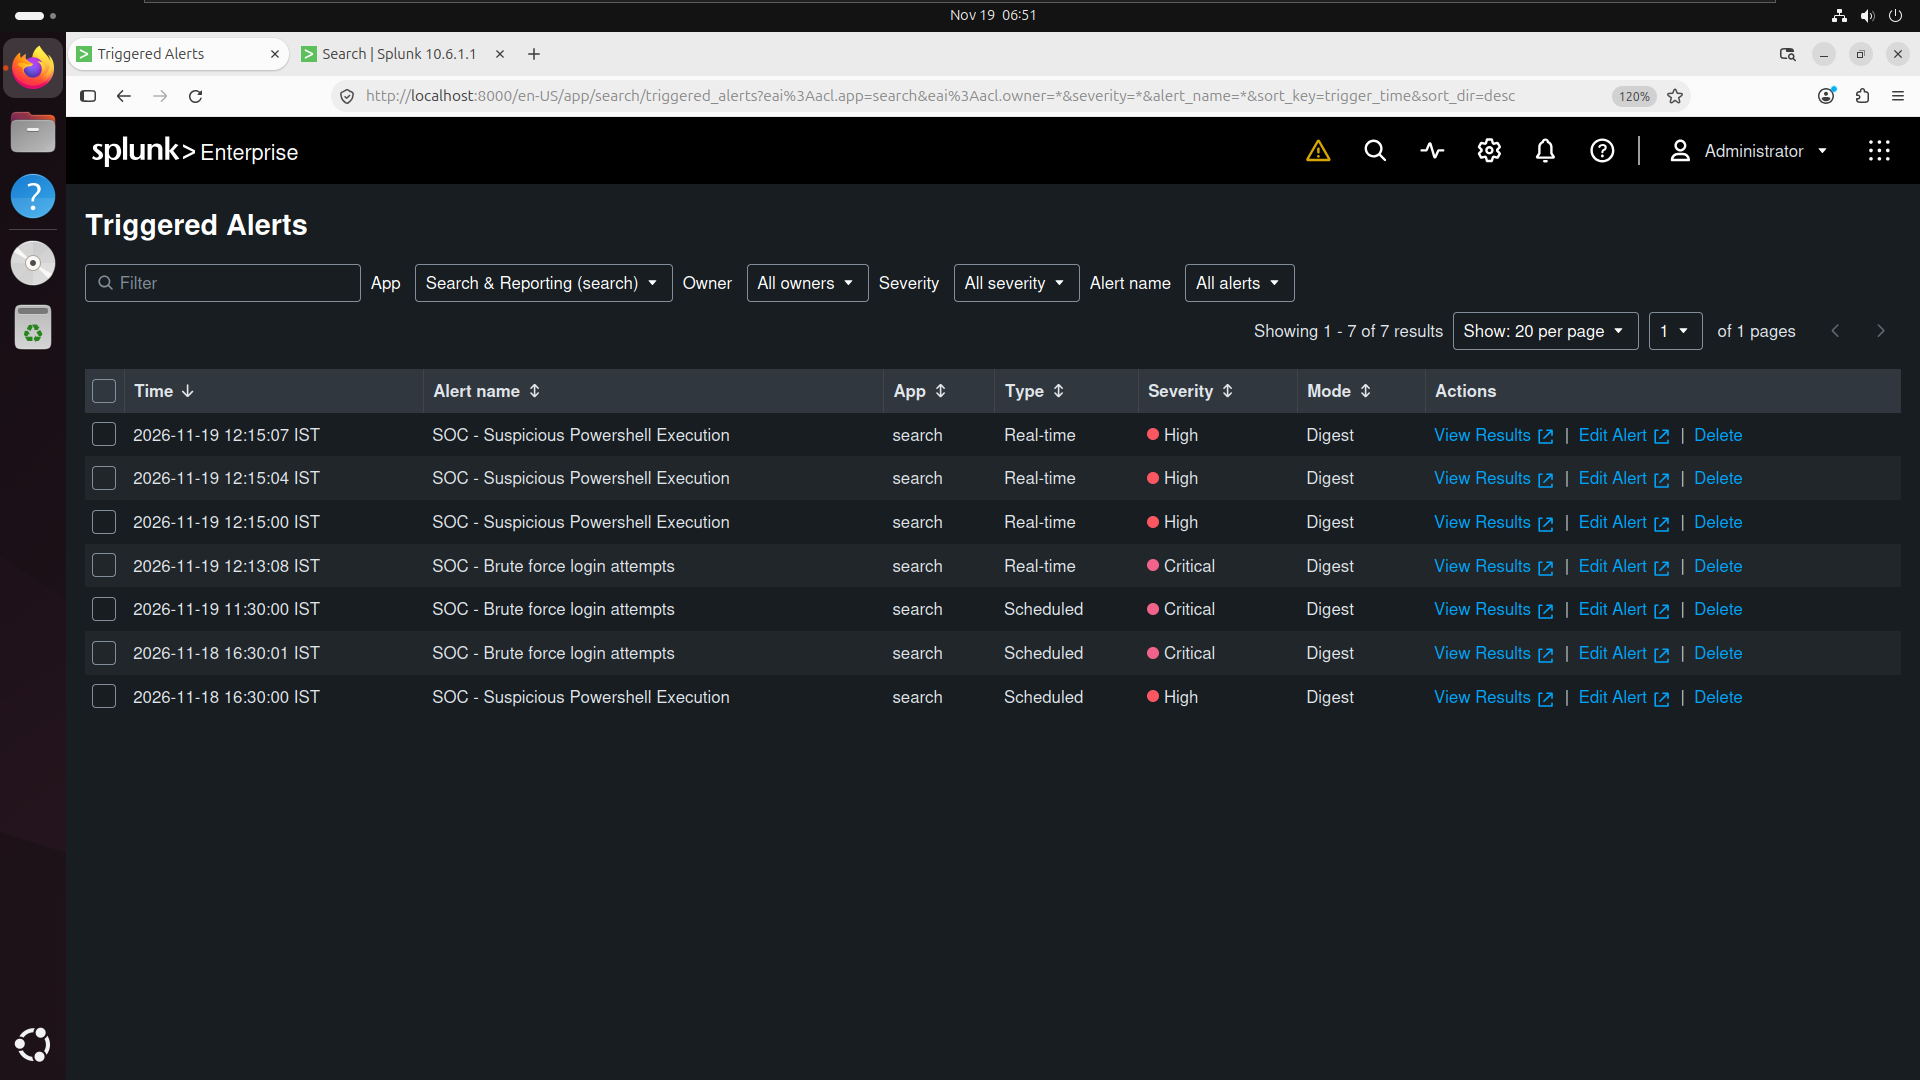 Nov 19 06:51
Triggered Alerts
Search | Splunk 10.6.1.1
http://localhost:8000/en-US/app/search/triggered_alerts?eai%3Aacl.app=search&eai%3Aacl.owner=*&severity=*&alert_name=*&sort_key=trigger_time&sort_dir=desc 120%
splunk> Enterprise Administrator
Triggered Alerts
Filter App Search & Reporting (search) Owner All owners Severity All severity Alert name All alerts
Showing 1 - 7 of 7 results Show: 20 per page 1 of 1 pages
Time Alert name App Type Severity Mode Actions
2026-11-19 12:15:07 IST SOC - Suspicious Powershell Execution search Real-time High Digest View Results | Edit Alert | Delete
2026-11-19 12:15:04 IST SOC - Suspicious Powershell Execution search Real-time High Digest View Results | Edit Alert | Delete
2026-11-19 12:15:00 IST SOC - Suspicious Powershell Execution search Real-time High Digest View Results | Edit Alert | Delete
2026-11-19 12:13:08 IST SOC - Brute force login attempts search Real-time Critical Digest View Results | Edit Alert | Delete
2026-11-19 11:30:00 IST SOC - Brute force login attempts search Scheduled Critical Digest View Results | Edit Alert | Delete
2026-11-18 16:30:01 IST SOC - Brute force login attempts search Scheduled Critical Digest View Results | Edit Alert | Delete
2026-11-18 16:30:00 IST SOC - Suspicious Powershell Execution search Scheduled High Digest View Results | Edit Alert | Delete